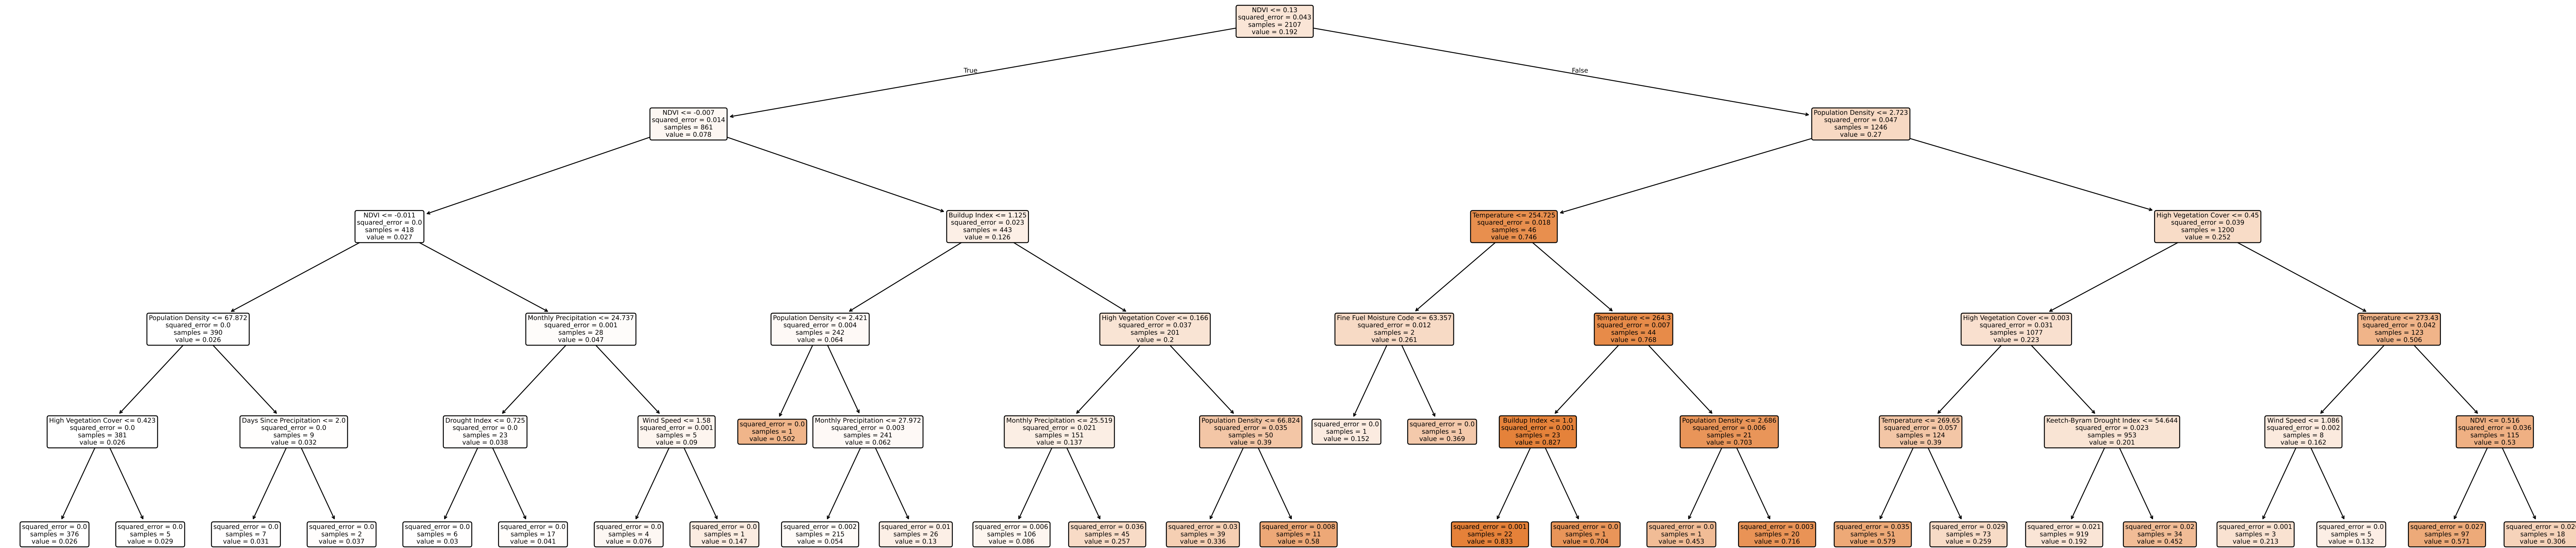 NDVI <= 0.13
squared_error = 0.043
samples = 2107
value = 0.192
True
False
NDVI <= -0.007
squared_error = 0.014
samples = 861
value = 0.078
Population Density <= 2.723
squared_error = 0.047
samples = 1246
value = 0.27
NDVI <= -0.011
squared_error = 0.0
samples = 418
value = 0.027
Buildup Index <= 1.125
squared_error = 0.023
samples = 443
value = 0.126
Temperature <= 254.725
squared_error = 0.018
samples = 46
value = 0.746
High Vegetation Cover <= 0.45
squared_error = 0.039
samples = 1200
value = 0.252
Population Density <= 67.872
squared_error = 0.0
samples = 390
value = 0.026
Monthly Precipitation <= 24.737
squared_error = 0.001
samples = 28
value = 0.047
Population Density <= 2.421
squared_error = 0.004
samples = 242
value = 0.064
High Vegetation Cover <= 0.166
squared_error = 0.037
samples = 201
value = 0.2
Fine Fuel Moisture Code <= 63.357
squared_error = 0.012
samples = 2
value = 0.261
Temperature <= 264.3
squared_error = 0.007
samples = 44
value = 0.768
High Vegetation Cover <= 0.003
squared_error = 0.031
samples = 1077
value = 0.223
Temperature <= 273.43
squared_error = 0.042
samples = 123
value = 0.506
High Vegetation Cover <= 0.423
squared_error = 0.0
samples = 381
value = 0.026
Days Since Precipitation <= 2.0
squared_error = 0.0
samples = 9
value = 0.032
Drought Index <= 0.725
squared_error = 0.0
samples = 23
value = 0.038
Wind Speed <= 1.58
squared_error = 0.001
samples = 5
value = 0.09
squared_error = 0.0
samples = 1
value = 0.502
Monthly Precipitation <= 27.972
squared_error = 0.003
samples = 241
value = 0.062
Monthly Precipitation <= 25.519
squared_error = 0.021
samples = 151
value = 0.137
Population Density <= 66.824
squared_error = 0.035
samples = 50
value = 0.39
squared_error = 0.0
samples = 1
value = 0.152
squared_error = 0.0
samples = 1
value = 0.369
Buildup Index <= 1.0
squared_error = 0.001
samples = 23
value = 0.827
Population Density <= 2.686
squared_error = 0.006
samples = 21
value = 0.703
Temperature <= 269.65
squared_error = 0.057
samples = 124
value = 0.39
Keetch-Byram Drought Index <= 54.644
squared_error = 0.023
samples = 953
value = 0.201
Wind Speed <= 1.086
squared_error = 0.002
samples = 8
value = 0.162
NDVI <= 0.516
squared_error = 0.036
samples = 115
value = 0.53
squared_error = 0.0
samples = 376
value = 0.026
squared_error = 0.0
samples = 5
value = 0.029
squared_error = 0.0
samples = 7
value = 0.031
squared_error = 0.0
samples = 2
value = 0.037
squared_error = 0.0
samples = 6
value = 0.03
squared_error = 0.0
samples = 17
value = 0.041
squared_error = 0.0
samples = 4
value = 0.076
squared_error = 0.0
samples = 1
value = 0.147
squared_error = 0.002
samples = 215
value = 0.054
squared_error = 0.01
samples = 26
value = 0.13
squared_error = 0.006
samples = 106
value = 0.086
squared_error = 0.036
samples = 45
value = 0.257
squared_error = 0.03
samples = 39
value = 0.336
squared_error = 0.008
samples = 11
value = 0.58
squared_error = 0.001
samples = 22
value = 0.833
squared_error = 0.0
samples = 1
value = 0.704
squared_error = 0.0
samples = 1
value = 0.453
squared_error = 0.003
samples = 20
value = 0.716
squared_error = 0.035
samples = 51
value = 0.579
squared_error = 0.029
samples = 73
value = 0.259
squared_error = 0.021
samples = 919
value = 0.192
squared_error = 0.02
samples = 34
value = 0.452
squared_error = 0.001
samples = 3
value = 0.213
squared_error = 0.0
samples = 5
value = 0.132
squared_error = 0.027
samples = 97
value = 0.571
squared_error =
samples = 18
value = 0.306